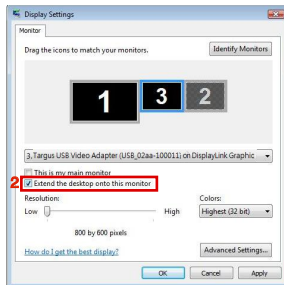 Display Settings
Monitor
Drag the icons to match your monitors.
Identify Monitors
1
3
2
3. Targus USB Video Adapter (USB_02aa-100011) on DisplayLink Graphic
This is my main monitor
2
Extend the desktop onto this monitor
Resolution:
Colors:
Low
High
Highest (32 bit)
800 by 600 pixels
How do I get the best display?
Advanced Settings...
OK
Cancel
Apply